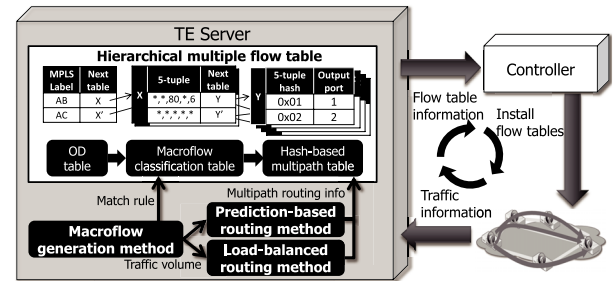 TE Server
Hierarchical multiple flow table
MPLS Label
Next table
AB
X
AC
X'
X
5-tuple
Next table
*,*,80,*,6
Y
*,*,*,*,*
Y'
Y
5-tuple hash
Output port
0x01
1
0x02
2
OD table
Macroflow classification table
Hash-based multipath table
Match rule
Multipath routing info
Macroflow generation method
Traffic volume
Prediction-based routing method
Load-balanced routing method
Controller
Flow table information
Install flow tables
Traffic information